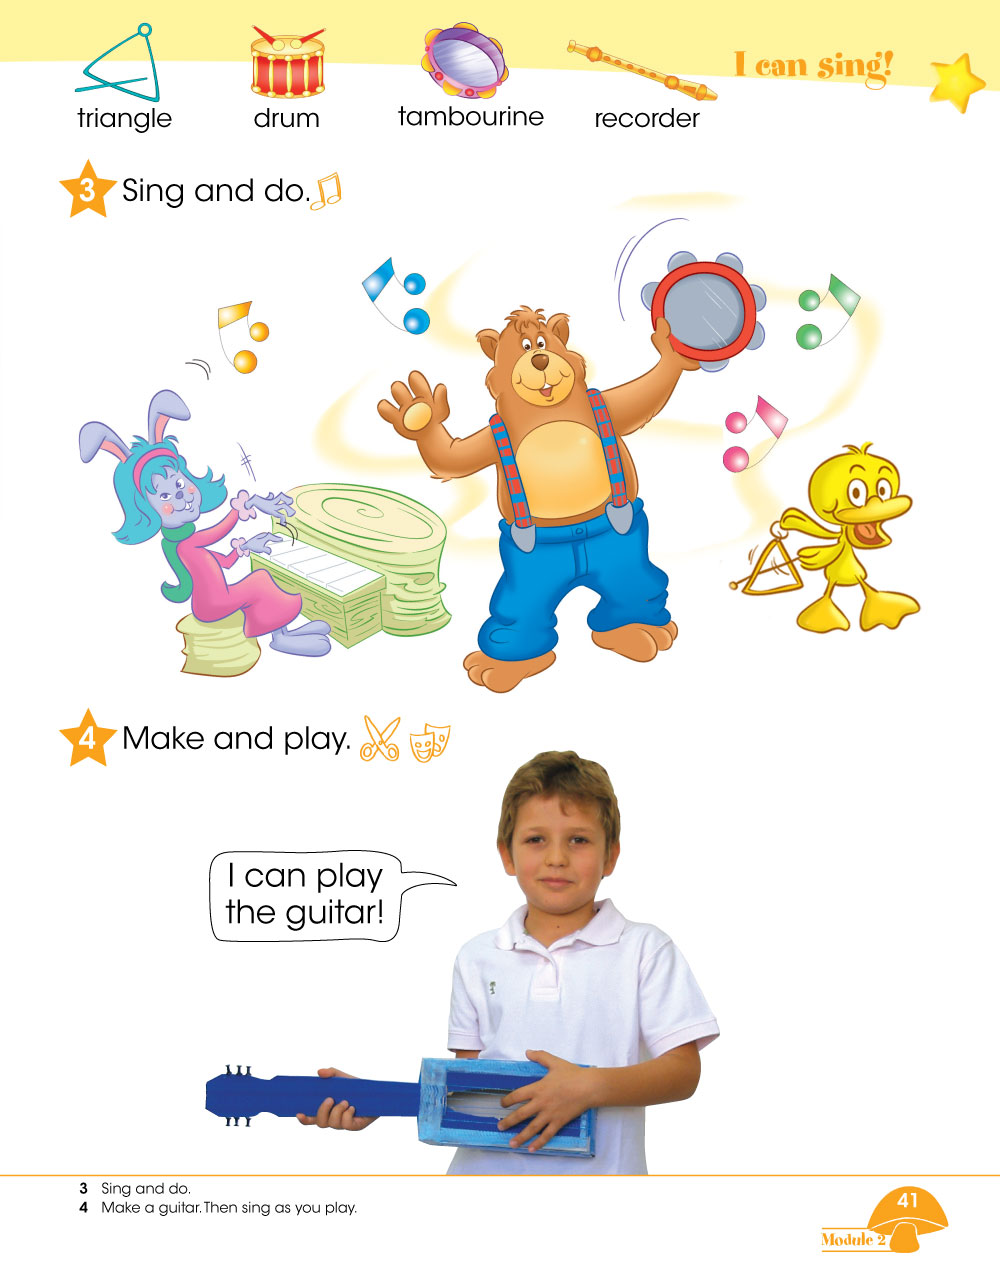 I can sing!
triangle drum tambourine recorder
3 Sing and do.
4 Make and play.
I can play
the guitar!
3 Sing and do.
4 Make a guitar. Then sing as you play.
41
Module 2